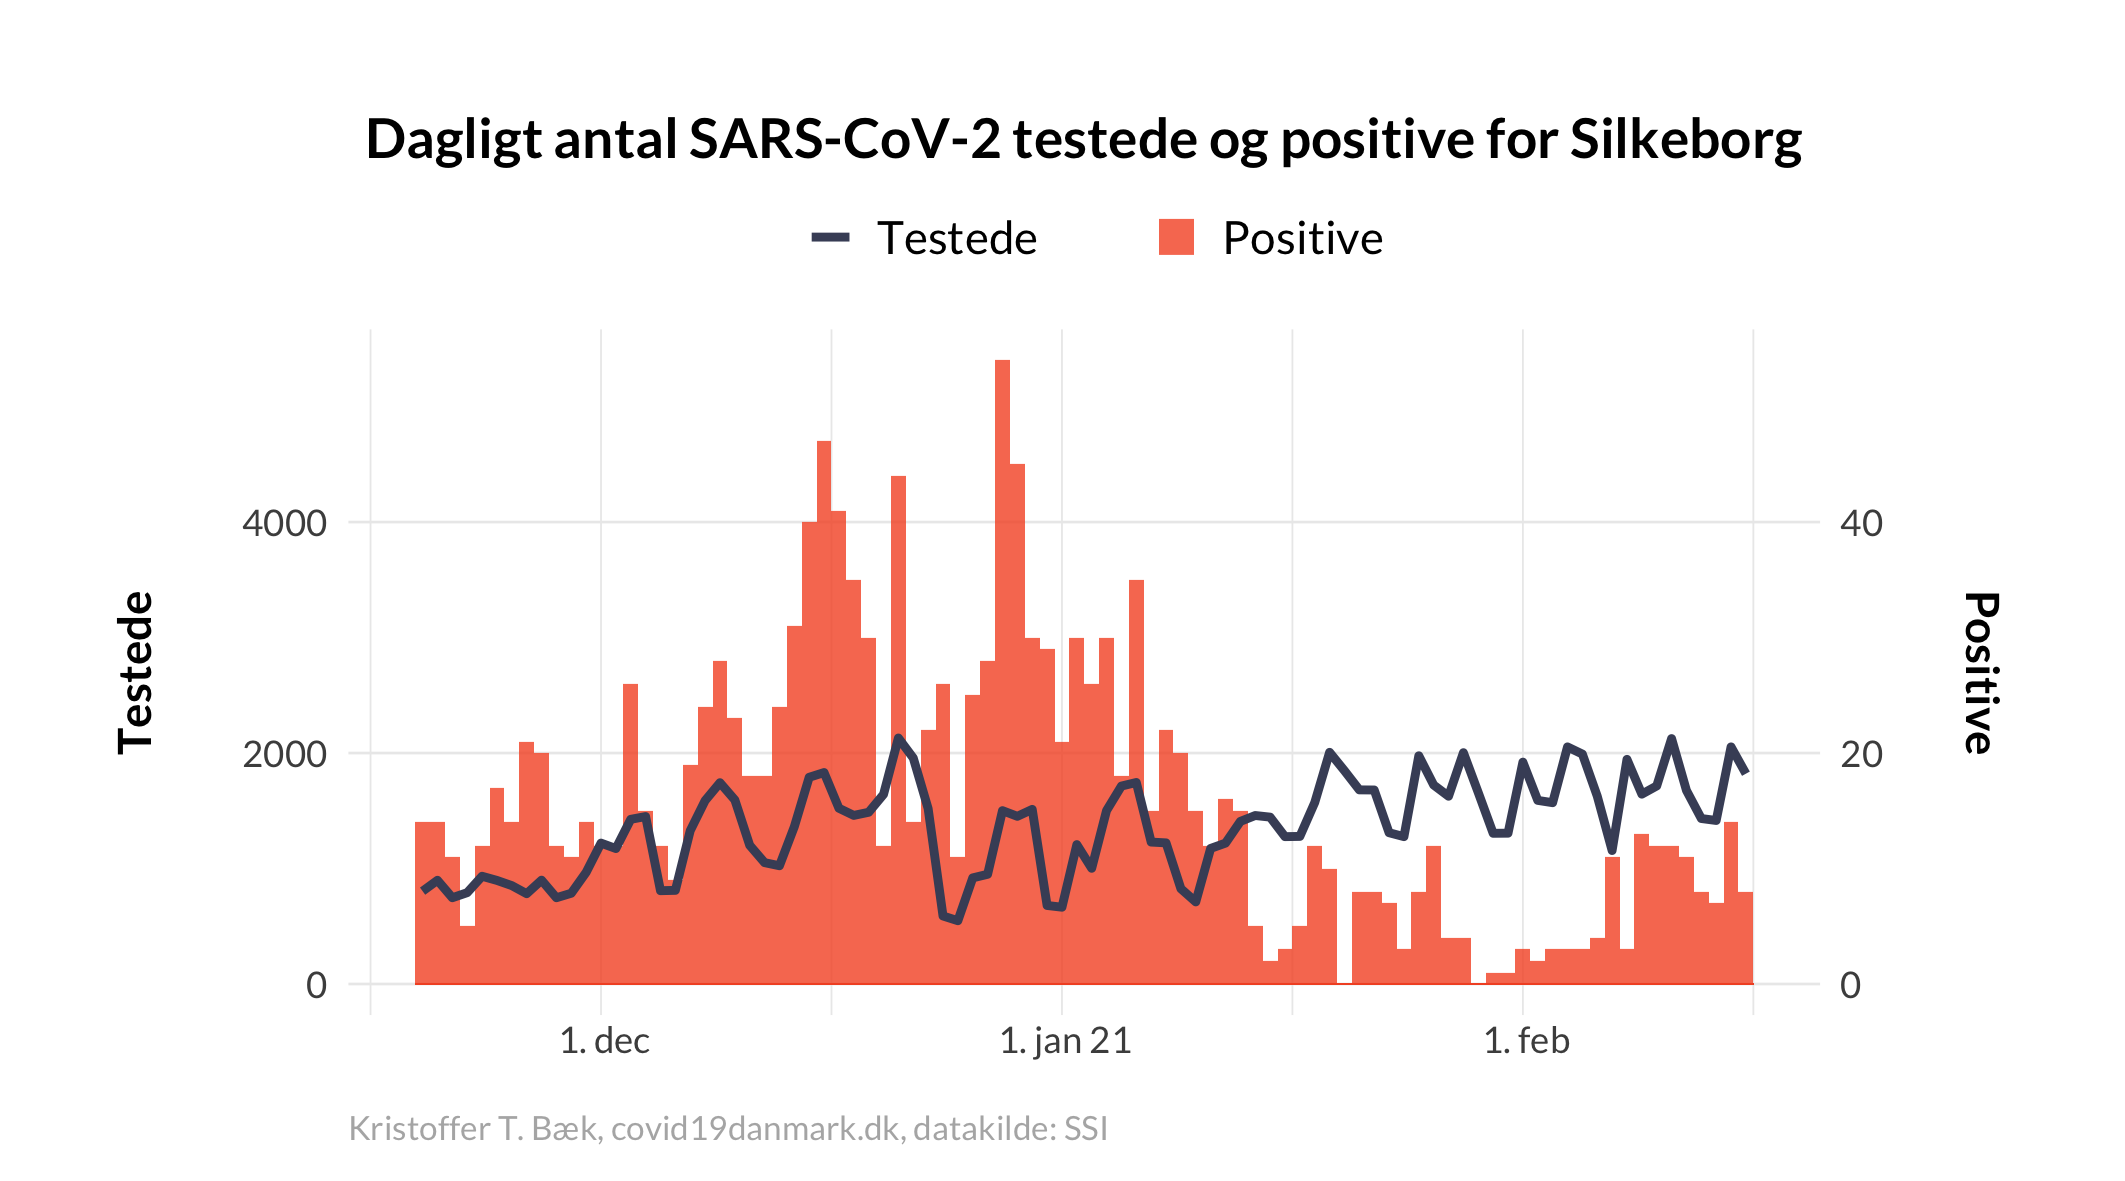 Dagligt antal SARS-CoV-2 testede og positive for Silkeborg
Testede
Positive
4000
2000
0
Testede
40
20
0
Positive
1. dec
1. jan 21
1. feb
Kristoffer T. Bæk, covid19danmark.dk, datakilde: SSI